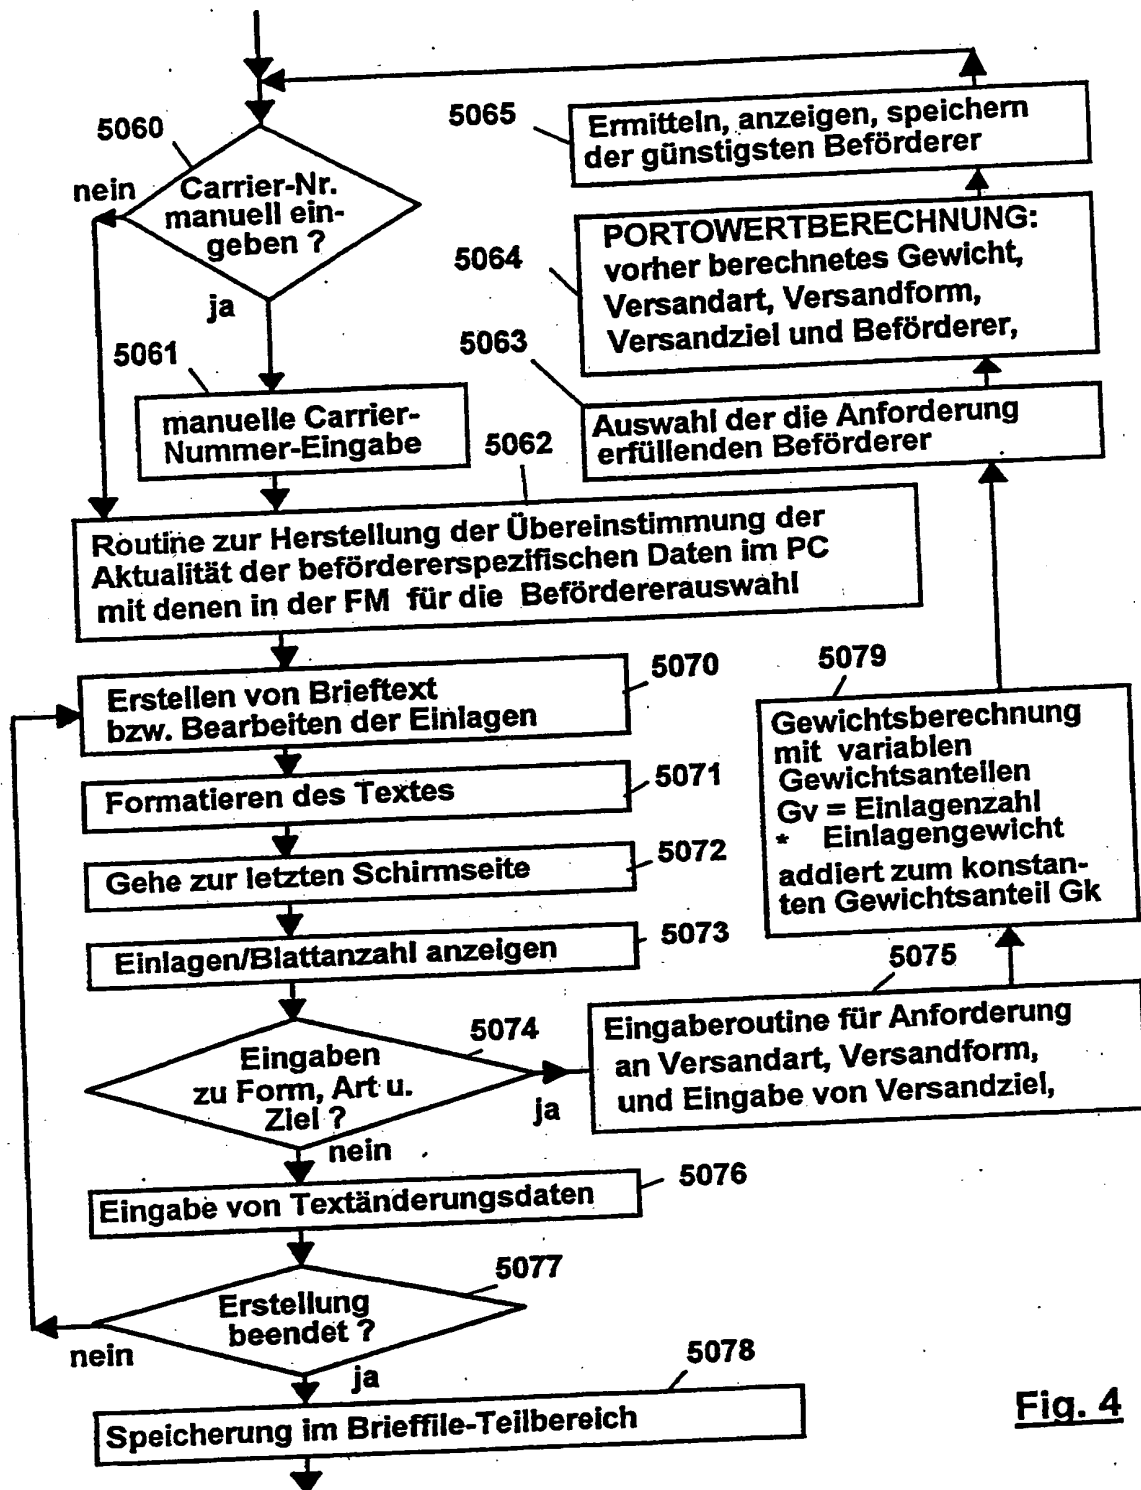 5060
nein
Carrier-Nr.
manuell ein-
geben ?
ja
5061
manuelle Carrier-
Nummer-Eingabe
5062
Routine zur Herstellung der Übereinstimmung der
Aktualität der befördererspezifischen Daten im PC
mit denen in der FM für die Befördererauswahl
5065
Ermitteln, anzeigen, speichern
der günstigsten Beförderer
5064
PORTOWERTBERECHNUNG:
vorher berechnetes Gewicht,
Versandart, Versandform,
Versandziel und Beförderer,
5063
Auswahl der die Anforderung
erfüllenden Beförderer
5070
Erstellen von Brieftext
bzw. Bearbeiten der Einlagen
5071
Formatieren des Textes
5072
Gehe zur letzten Schirmseite
5073
Einlagen/Blattanzahl anzeigen
5074
Eingaben
zu Form, Art u.
Ziel ?
ja
nein
5079
Gewichtsberechnung
mit variablen
Gewichtsanteilen
Gv = Einlagenzahl
* Einlagengewicht
addiert zum konstan-
ten Gewichtsanteil Gk
5075
Eingaberoutine für Anforderung
an Versandart, Versandform,
und Eingabe von Versandziel,
5076
Eingabe von Textänderungsdaten
5077
Erstellung
beendet ?
nein
ja
5078
Speicherung im Brieffile-Teilbereich
Fig. 4